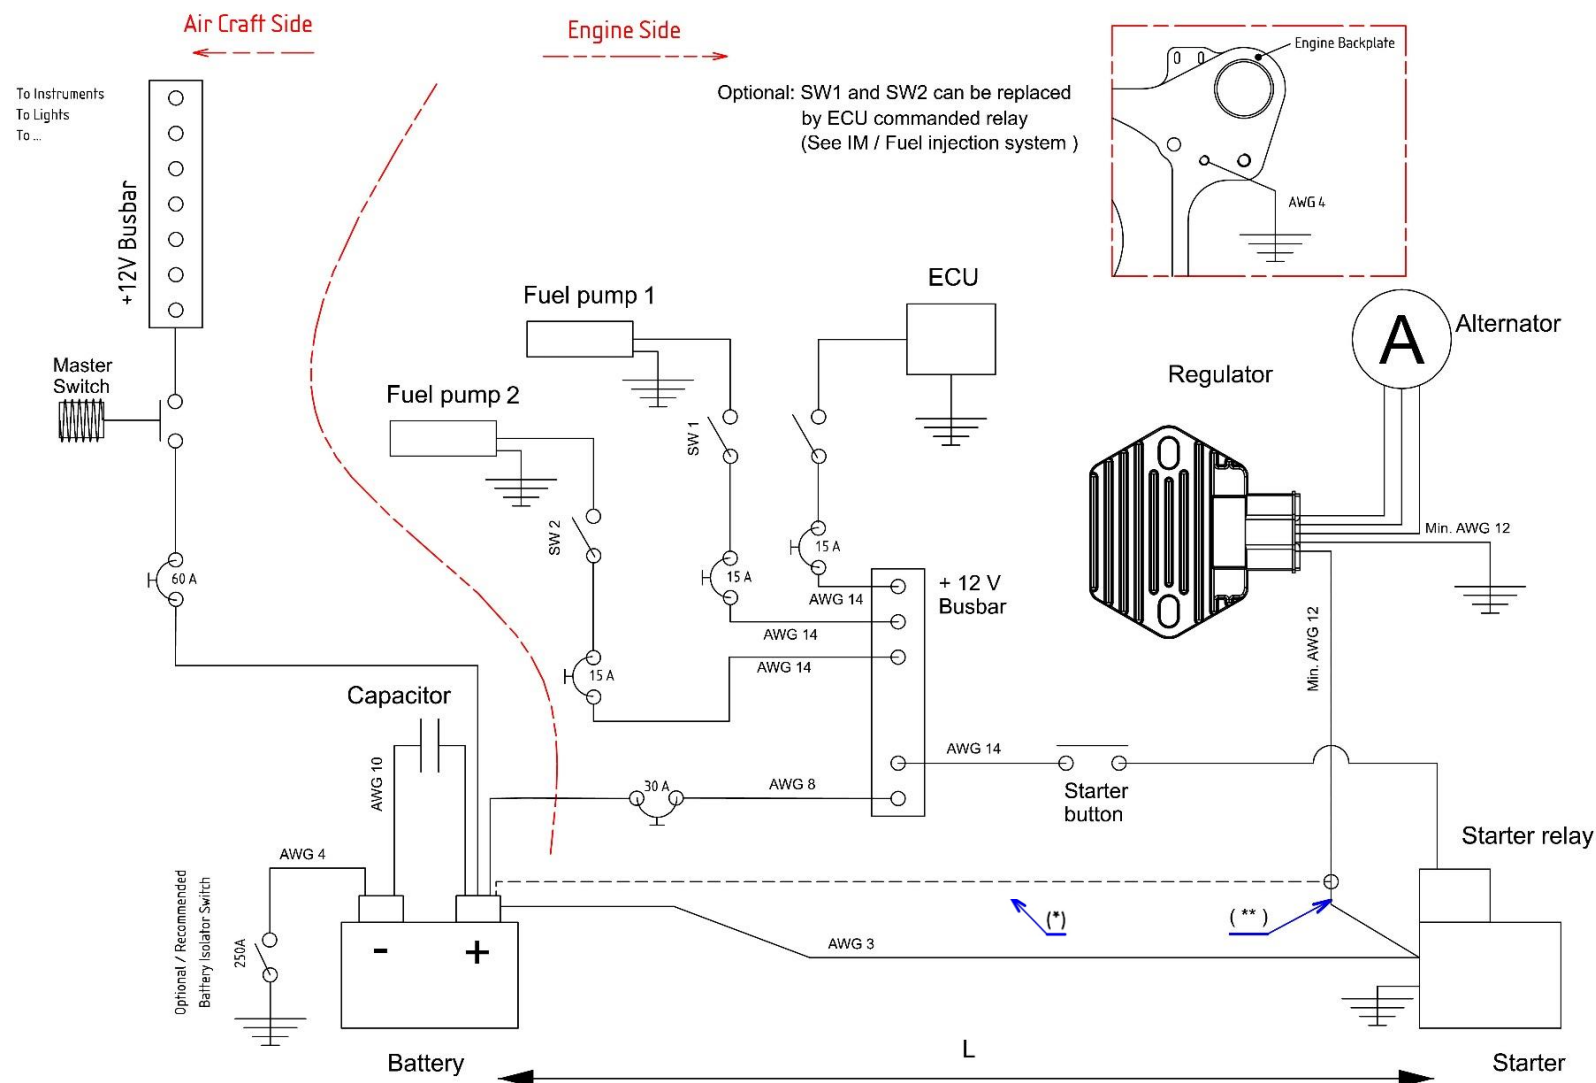 Air Craft Side
Engine Side
To Instruments
To Lights
To ...
+12V Busbar
Optional: SW1 and SW2 can be replaced
by ECU commanded relay
(See IM / Fuel injection system )
Engine Backplate
AWG 4
Master
Switch
60 A
Fuel pump 1
Fuel pump 2
ECU
SW 1
SW 2
15 A
15 A
15 A
AWG 14
AWG 14
AWG 14
+ 12 V
Busbar
Regulator
A
Alternator
Min. AWG 12
Min. AWG 12
Capacitor
AWG 10
30 A
AWG 8
AWG 14
Starter
button
Starter relay
AWG 4
Optional / Recommended
Battery Isolator Switch
250A
-
+
(*)
( ** )
AWG 3
Battery
L
Starter